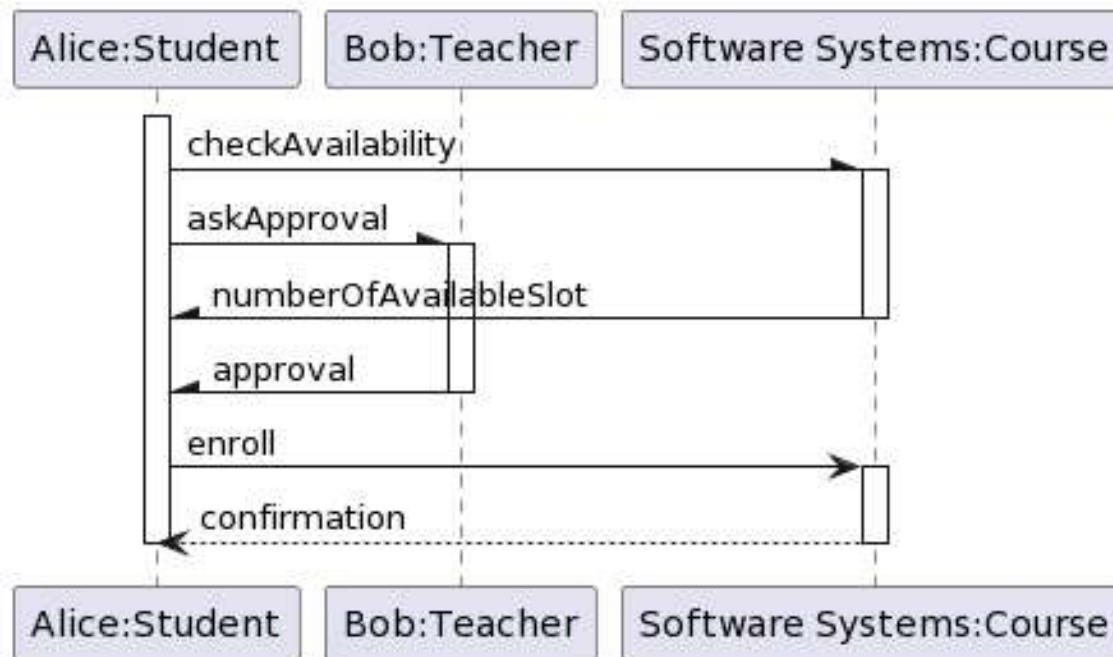 Alice:Student
Bob:Teacher
Software Systems:Course
checkAvailability
askApproval
numberOfAvailableSlot
approval
enroll
confirmation
Alice:Student
Bob:Teacher
Software Systems:Course